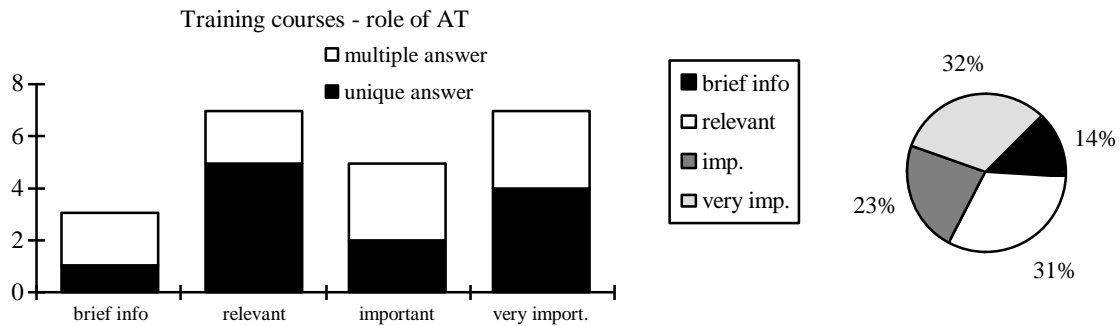 Training courses - role of AT
multiple answer
unique answer
8
6
4
2
0
brief info relevant important very import.
brief info
relevant
imp.
very imp.
32%
14%
23%
31%